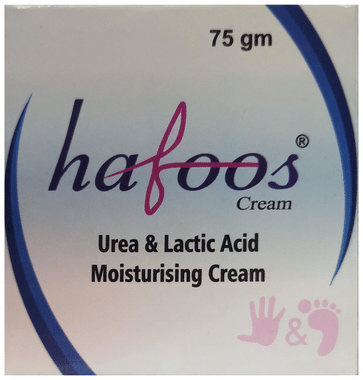 75 gm
hafoos®
Cream
Urea & Lactic Acid
Moisturising Cream
&